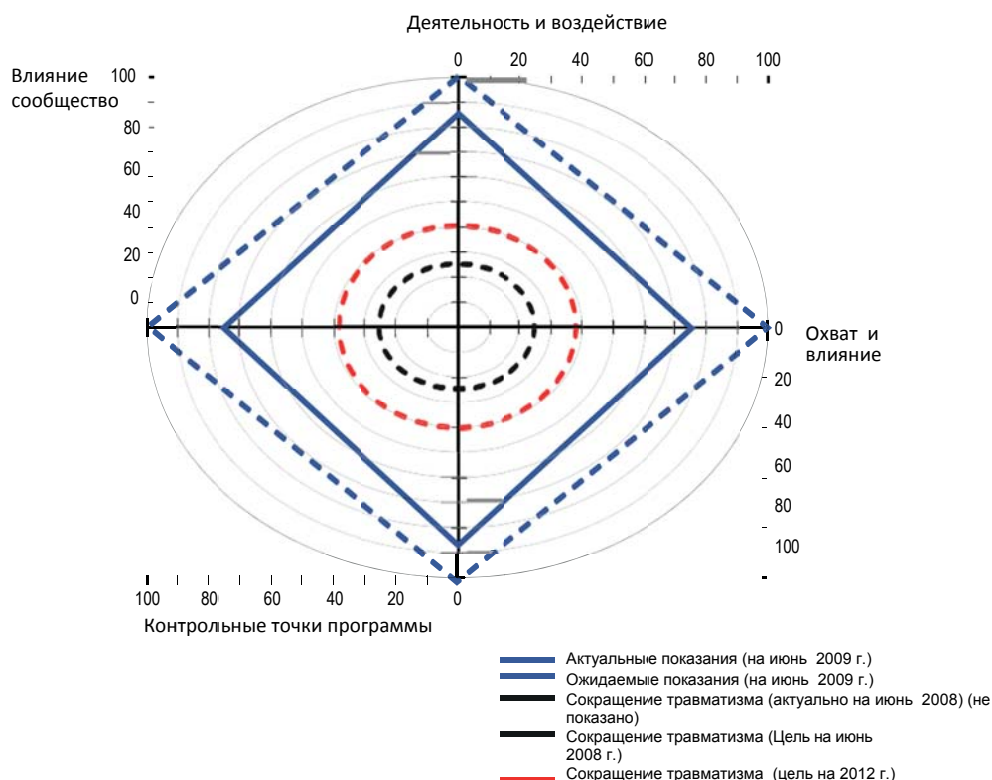 Деятельность и воздействие
0 20 40 60 80 100
Влияние
сообщество
100
80
60
40
20
0
0
20
40
60
80
100
Охват и
влияние
100 80 60 40 20 0
Контрольные точки программы
Актуальные показания (на июнь 2009 г.)
Ожидаемые показания (на июнь 2009 г.)
Сокращение травматизма (актуально на июнь 2008) (не
показано)
Сокращение травматизма (Цель на июнь
2008 г.)
Сокращение травматизма (цель на 2012 г.)